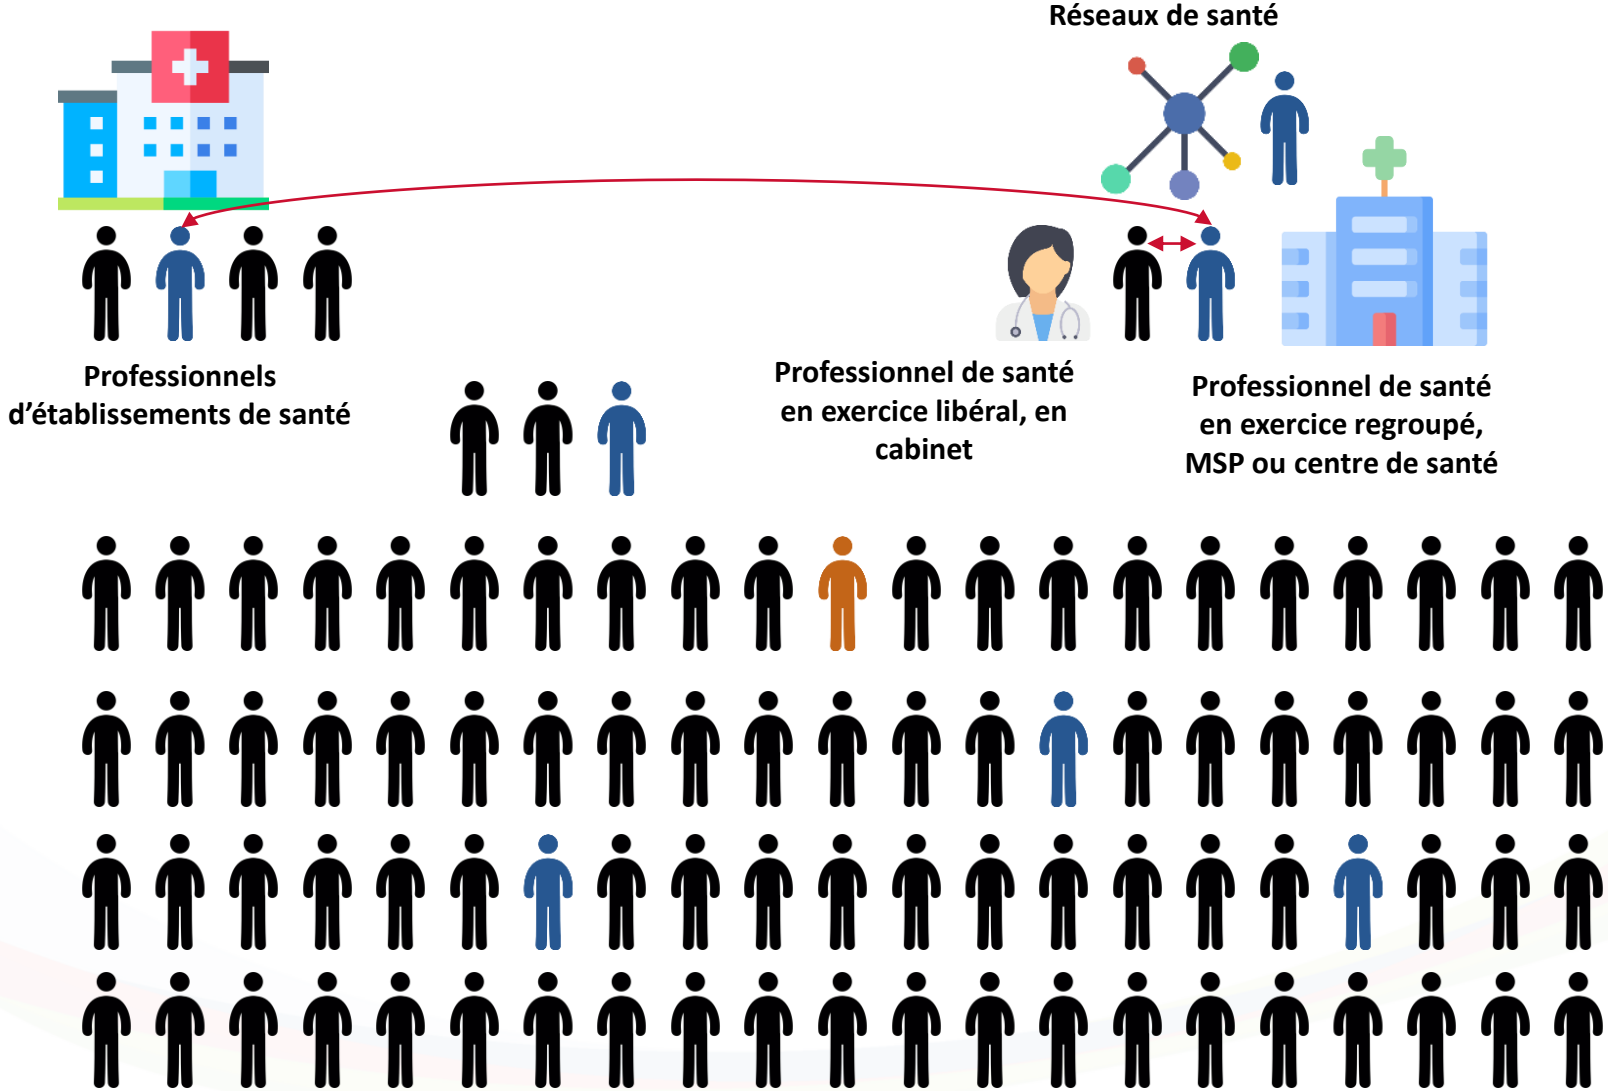 Réseaux de santé
Professionnels
d’établissements de santé
Professionnel de santé
en exercice libéral, en
cabinet
Professionnel de santé
en exercice regroupé,
MSP ou centre de santé